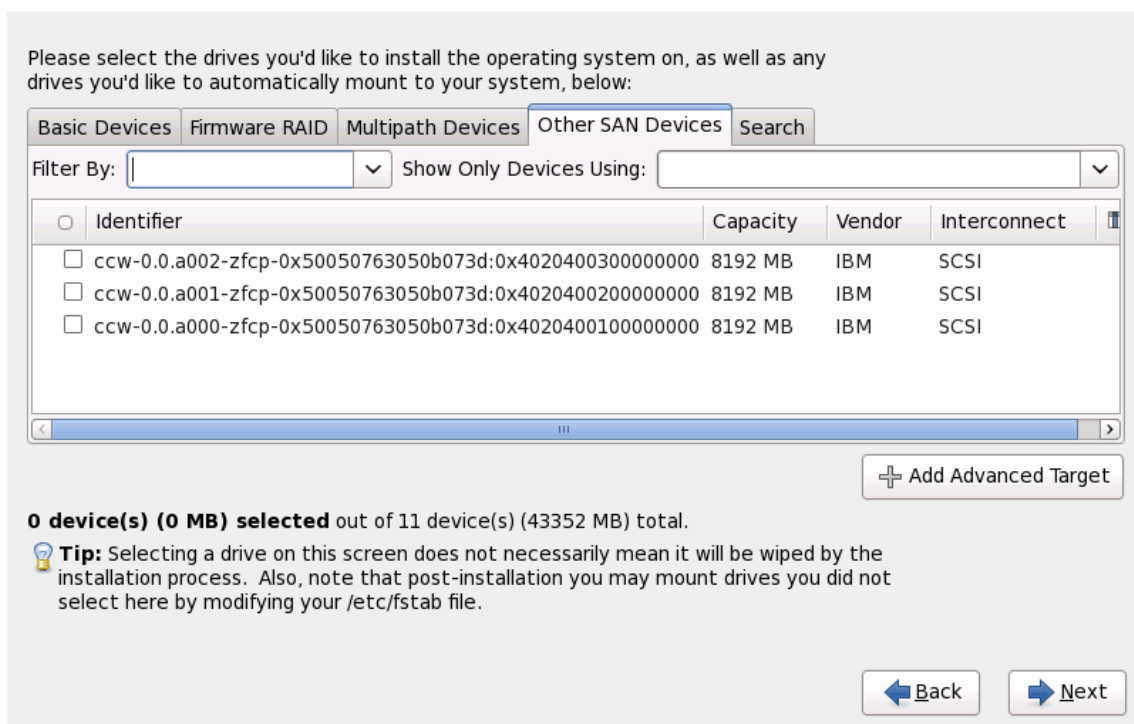 Please select the drives you'd like to install the operating system on, as well as any
drives you'd like to automatically mount to your system, below:
Basic Devices Firmware RAID Multipath Devices Other SAN Devices Search
Filter By: Show Only Devices Using:
Identifier Capacity Vendor Interconnect
ccw-0.0.a002-zfcp-0x50050763050b073d:0x4020400300000000 8192 MB IBM SCSI
ccw-0.0.a001-zfcp-0x50050763050b073d:0x4020400200000000 8192 MB IBM SCSI
ccw-0.0.a000-zfcp-0x50050763050b073d:0x4020400100000000 8192 MB IBM SCSI
Add Advanced Target
0 device(s) (0 MB) selected out of 11 device(s) (43352 MB) total.
Tip: Selecting a drive on this screen does not necessarily mean it will be wiped by the
installation process.  Also, note that post-installation you may mount drives you did not
select here by modifying your /etc/fstab file.
Back Next